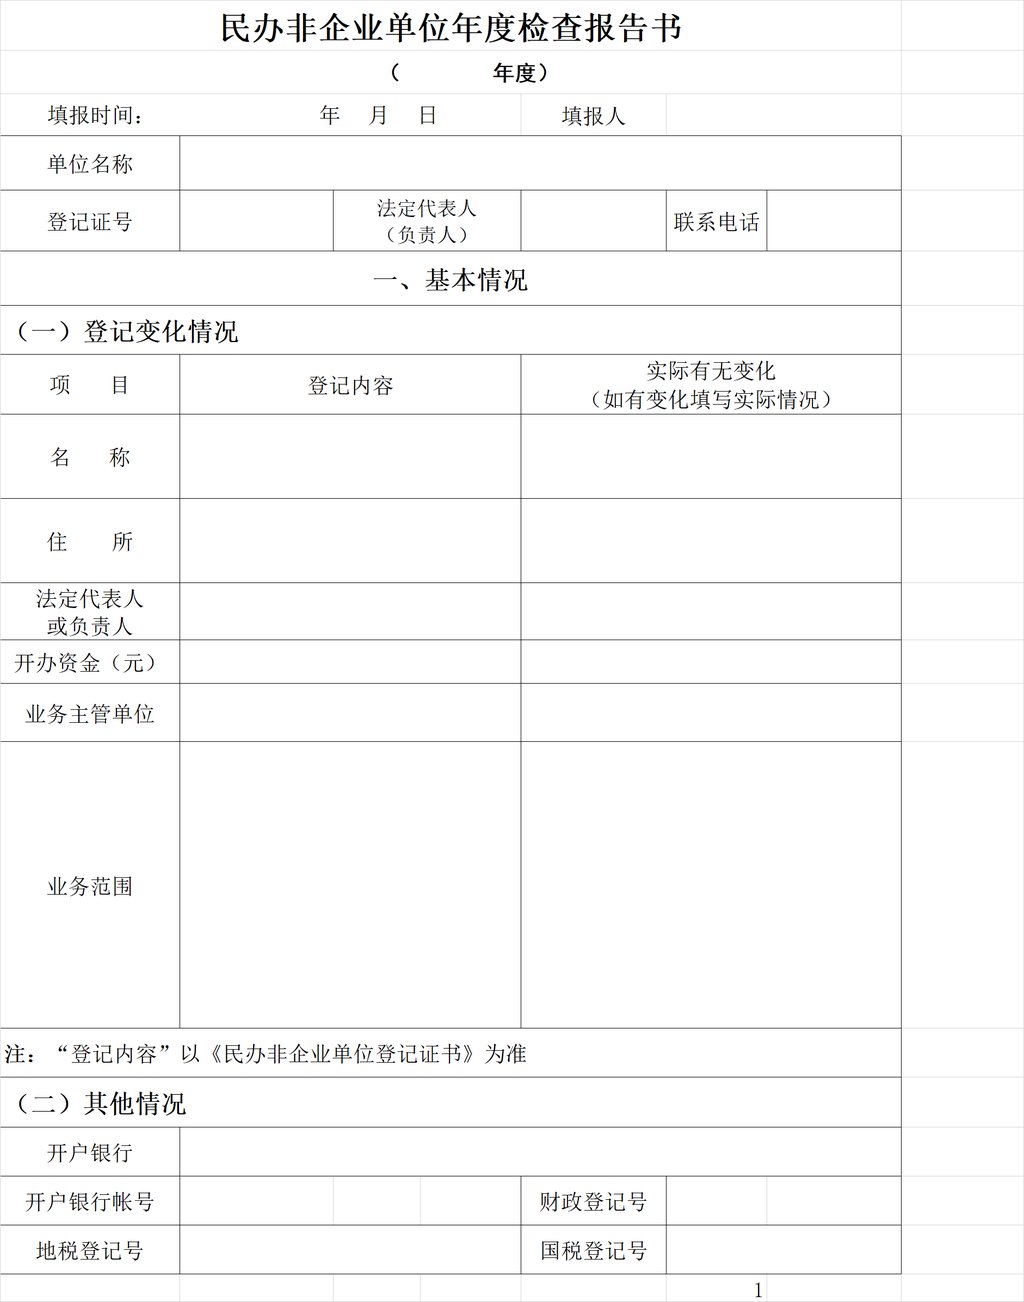 民办非企业单位年度检查报告书
（ 年度）
填报时间： 年 月 日 填报人
单位名称
登记证号 法定代表人 联系电话
（负责人）
一、基本情况
（一）登记变化情况
项 目 登记内容 实际有无变化
（如有变化填写实际情况）
名 称
住 所
法定代表人
或负责人
开办资金（元）
业务主管单位
业务范围
注：“登记内容”以《民办非企业单位登记证书》为准
（二）其他情况
开户银行
开户银行帐号 财政登记号
地税登记号 国税登记号
1